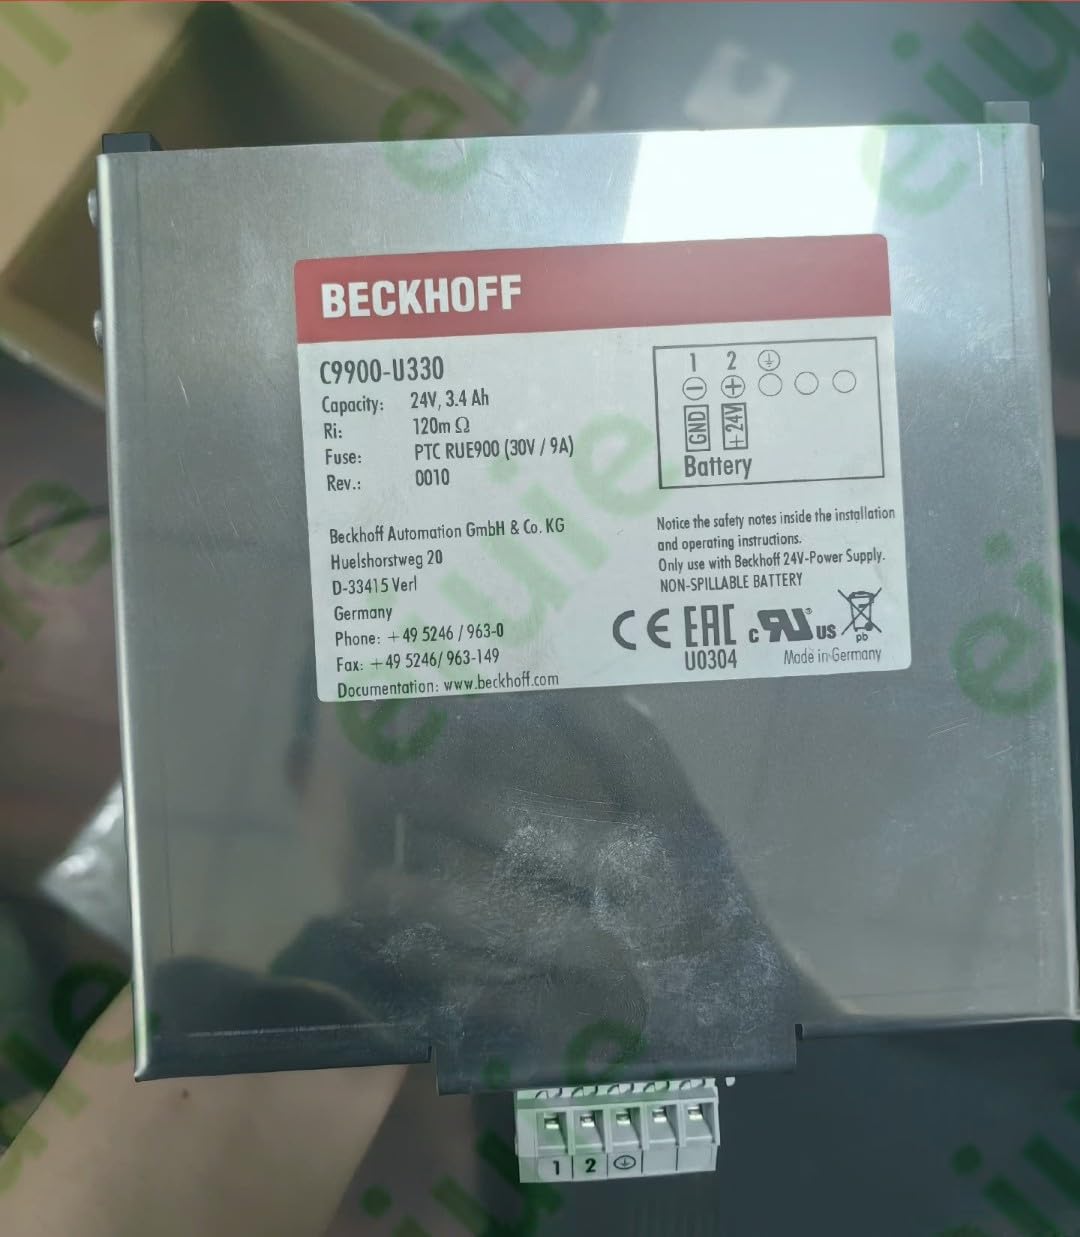 BECKHOFF
C9900-U330
Capacity: 24V, 3.4 Ah
Ri: 120m Ω
Fuse: PTC RUE900 (30V / 9A)
Rev.: 0010
Beckhoff Automation GmbH & Co. KG
Huelshorstweg 20
D-33415 Verl
Germany
Phone: +49 5246 / 963-0
Fax: +49 5246/ 963-149
Documentation: www.beckhoff.com
1 2
GND +24V
Battery
Notice the safety notes inside the installation
and operating instructions.
Only use with Beckhoff 24V-Power Supply.
NON-SPILLABLE BATTERY
CE EAC c RU ® US
pb
U0304 Made in Germany
1 2